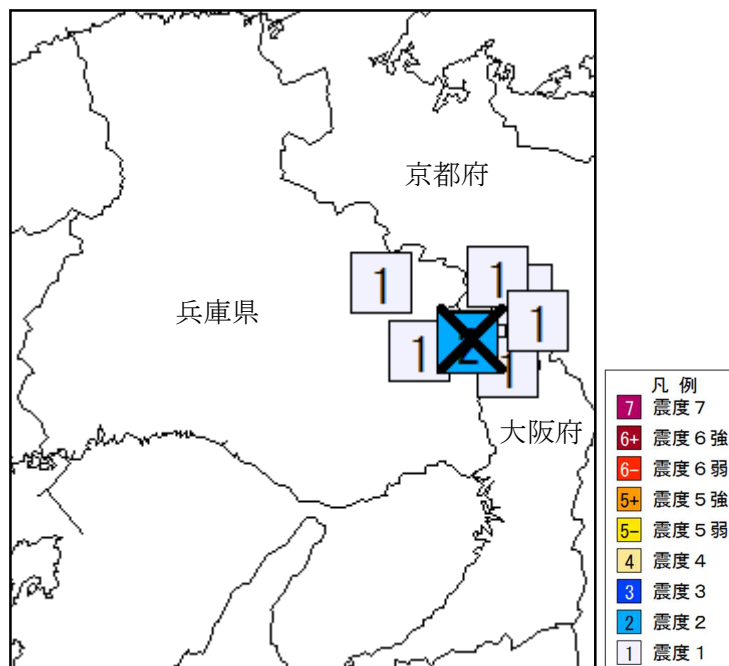 京都府
兵庫県
大阪府
1
1
1
1
2
1
凡 例
7 震度７
6+ 震度６強
6- 震度６弱
5+ 震度５強
5- 震度５弱
4 震度４
3 震度３
2 震度２
1 震度１